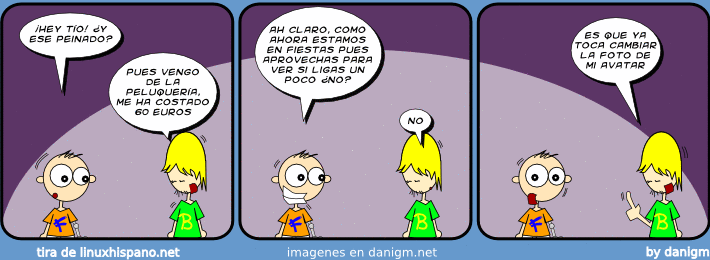 ¡HEY TÍO! ¿Y
ESE PEINADO?
PUES VENGO
DE LA
PELUQUERÍA,
ME HA COSTADO
60 EUROS
F
B
AH CLARO, COMO
AHORA ESTAMOS
EN FIESTAS PUES
APROVECHAS PARA
VER SI LIGAS UN
POCO ¿NO?
NO
F
B
ES QUE YA
TOCA CAMBIAR
LA FOTO DE
MI AVATAR
F
B
tira de linuxhispano.net
imagenes en danigm.net
by danigm